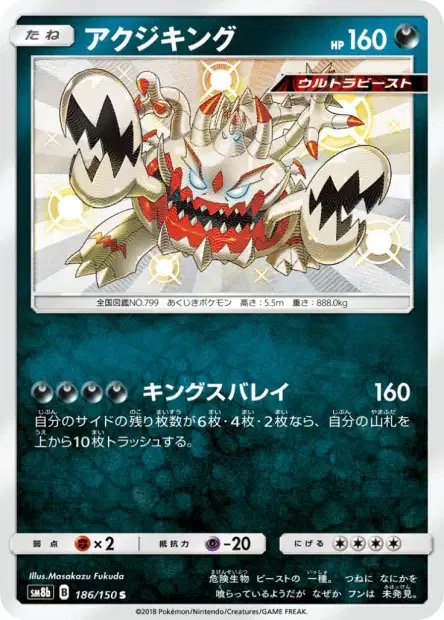 たね アクジキング HP 160
ウルトラビースト
全国図鑑NO.799 あくじきポケモン 高さ：5.5m 重さ：888.0kg
キングスバレイ 160
自分のサイドの残り枚数が6枚・4枚・2枚なら、自分の山札を
上から10枚トラッシュする。
弱点 ×2 抵抗力 -20 にげる
Illus.Masakazu Fukuda
SM8b B 186/150 S
危険生物 ビーストの 一種。 つねに なにかを
喰らっているようだが なぜか フンは 未発見。
©2018 Pokémon/Nintendo/Creatures/GAME FREAK.